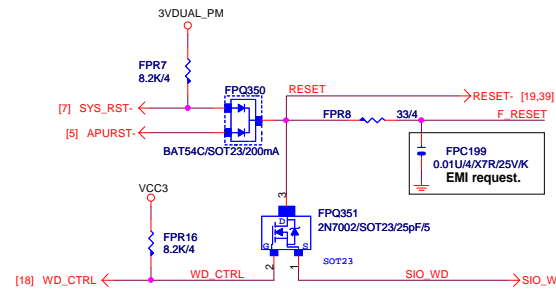 3VDUAL_PM
FPR7
8.2K/4
FPQ350
RESET
[7] SYS_RST-
RESET- [19,39]
FPR8
33/4
F_RESET
[5] APURST-
BAT54C/SOT23/200mA
FPC199
0.01U/4/X7R/25V/K
EMI request.
VCC3
3
FPQ351
2N7002/SOT23/25pF/5
D
G
S
FPR16
8.2K/4
SOT23
2
1
[18] WD_CTRL
WD_CTRL
SIO_WD
SIO_W